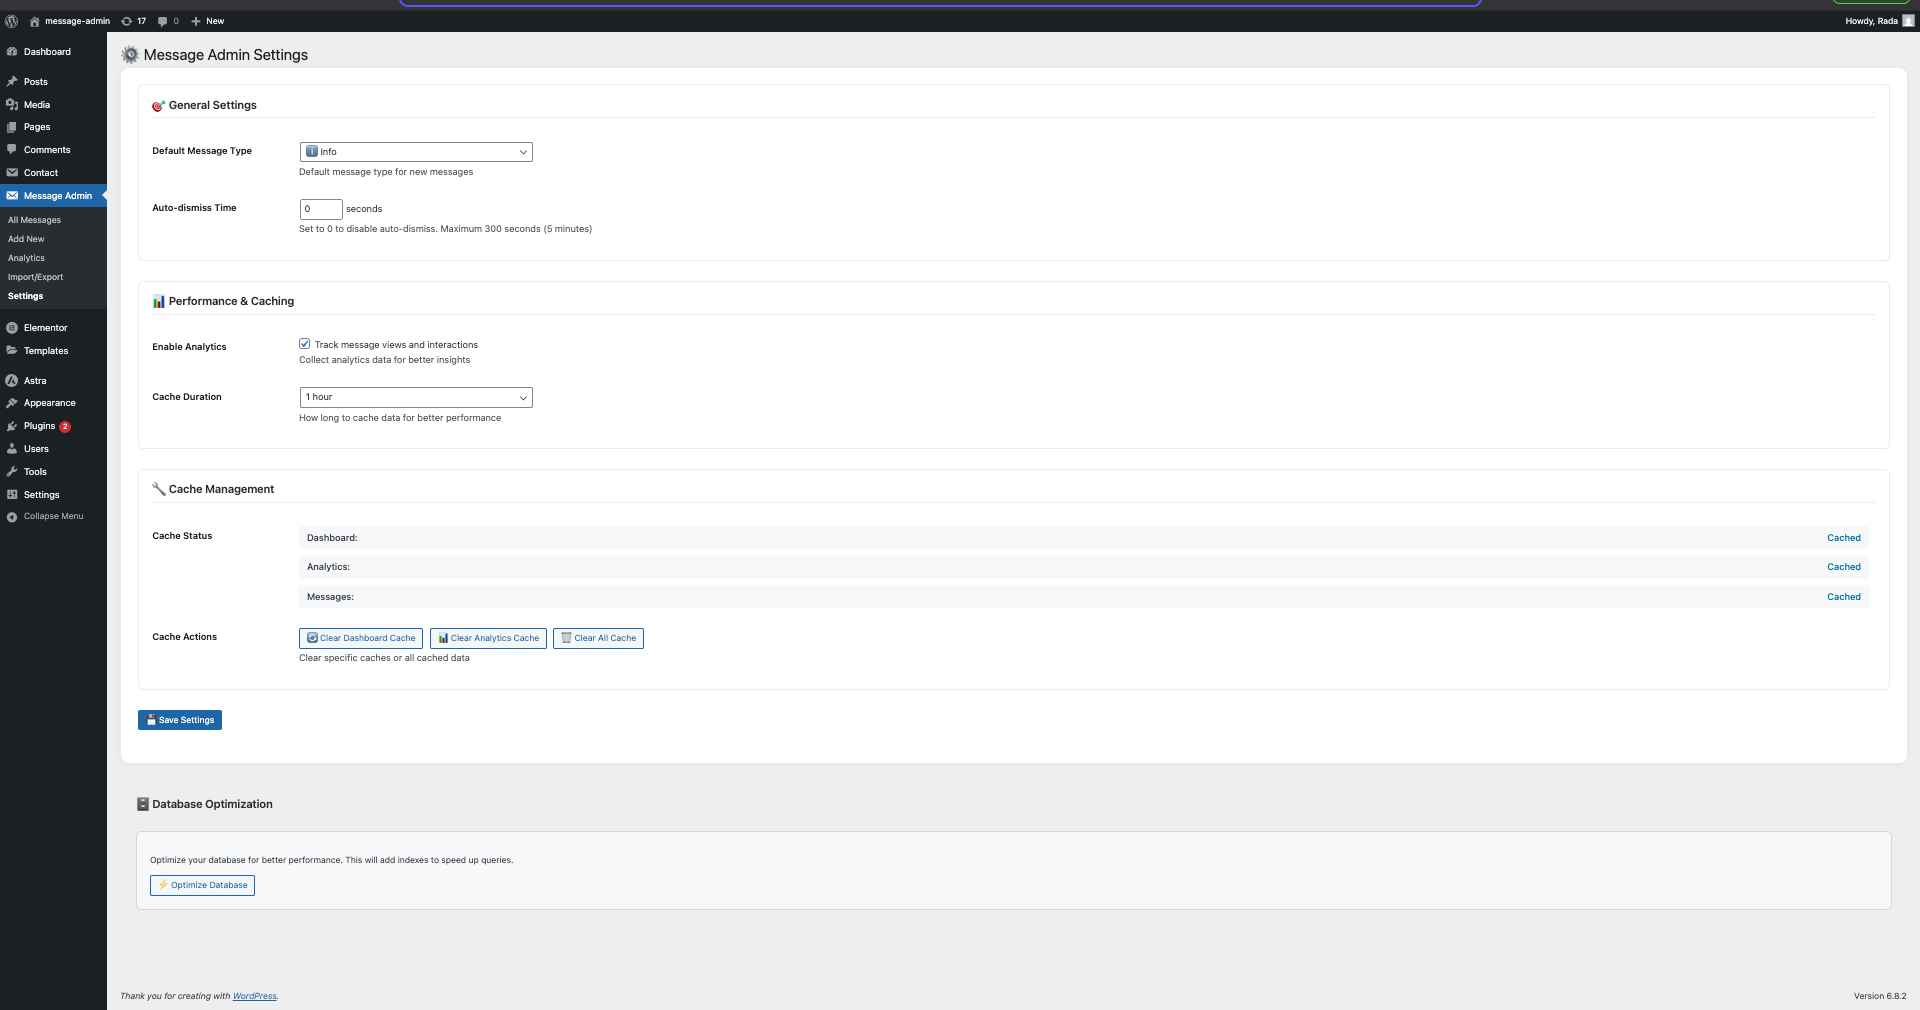 message-admin 17 0 New Howdy, Rada
Dashboard
Posts
Media
Pages
Comments
Contact
Message Admin
All Messages
Add New
Analytics
Import/Export
Settings
Elementor
Templates
Astra
Appearance
Plugins 2
Users
Tools
Settings
Collapse Menu
Message Admin Settings
General Settings
Default Message Type Info
Default message type for new messages
Auto-dismiss Time 0 seconds
Set to 0 to disable auto-dismiss. Maximum 300 seconds (5 minutes)
Performance & Caching
Enable Analytics Track message views and interactions
Collect analytics data for better insights
Cache Duration 1 hour
How long to cache data for better performance
Cache Management
Cache Status Dashboard: Cached
Analytics: Cached
Messages: Cached
Cache Actions Clear Dashboard Cache Clear Analytics Cache Clear All Cache
Clear specific caches or all cached data
Save Settings
Database Optimization
Optimize your database for better performance. This will add indexes to speed up queries.
Optimize Database
Thank you for creating with WordPress. Version 6.8.2